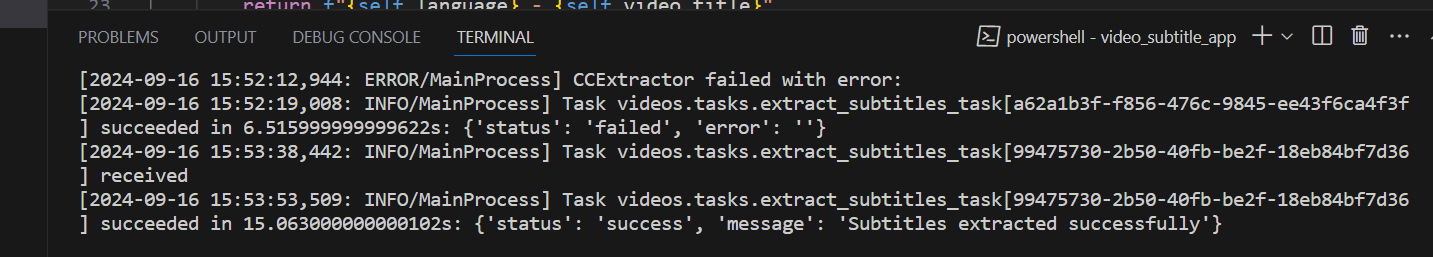 23 return f"{self.language} - {self.video.title}"
PROBLEMS OUTPUT DEBUG CONSOLE TERMINAL powershell - video_subtitle_app
[2024-09-16 15:52:12,944: ERROR/MainProcess] CCExtractor failed with error:
[2024-09-16 15:52:19,008: INFO/MainProcess] Task videos.tasks.extract_subtitles_task[a62a1b3f-f856-476c-9845-ee43f6ca4f3f
] succeeded in 6.515999999999622s: {'status': 'failed', 'error': ''}
[2024-09-16 15:53:38,442: INFO/MainProcess] Task videos.tasks.extract_subtitles_task[99475730-2b50-40fb-be2f-18eb84bf7d36
] received
[2024-09-16 15:53:53,509: INFO/MainProcess] Task videos.tasks.extract_subtitles_task[99475730-2b50-40fb-be2f-18eb84bf7d36
] succeeded in 15.063000000000102s: {'status': 'success', 'message': 'Subtitles extracted successfully'}